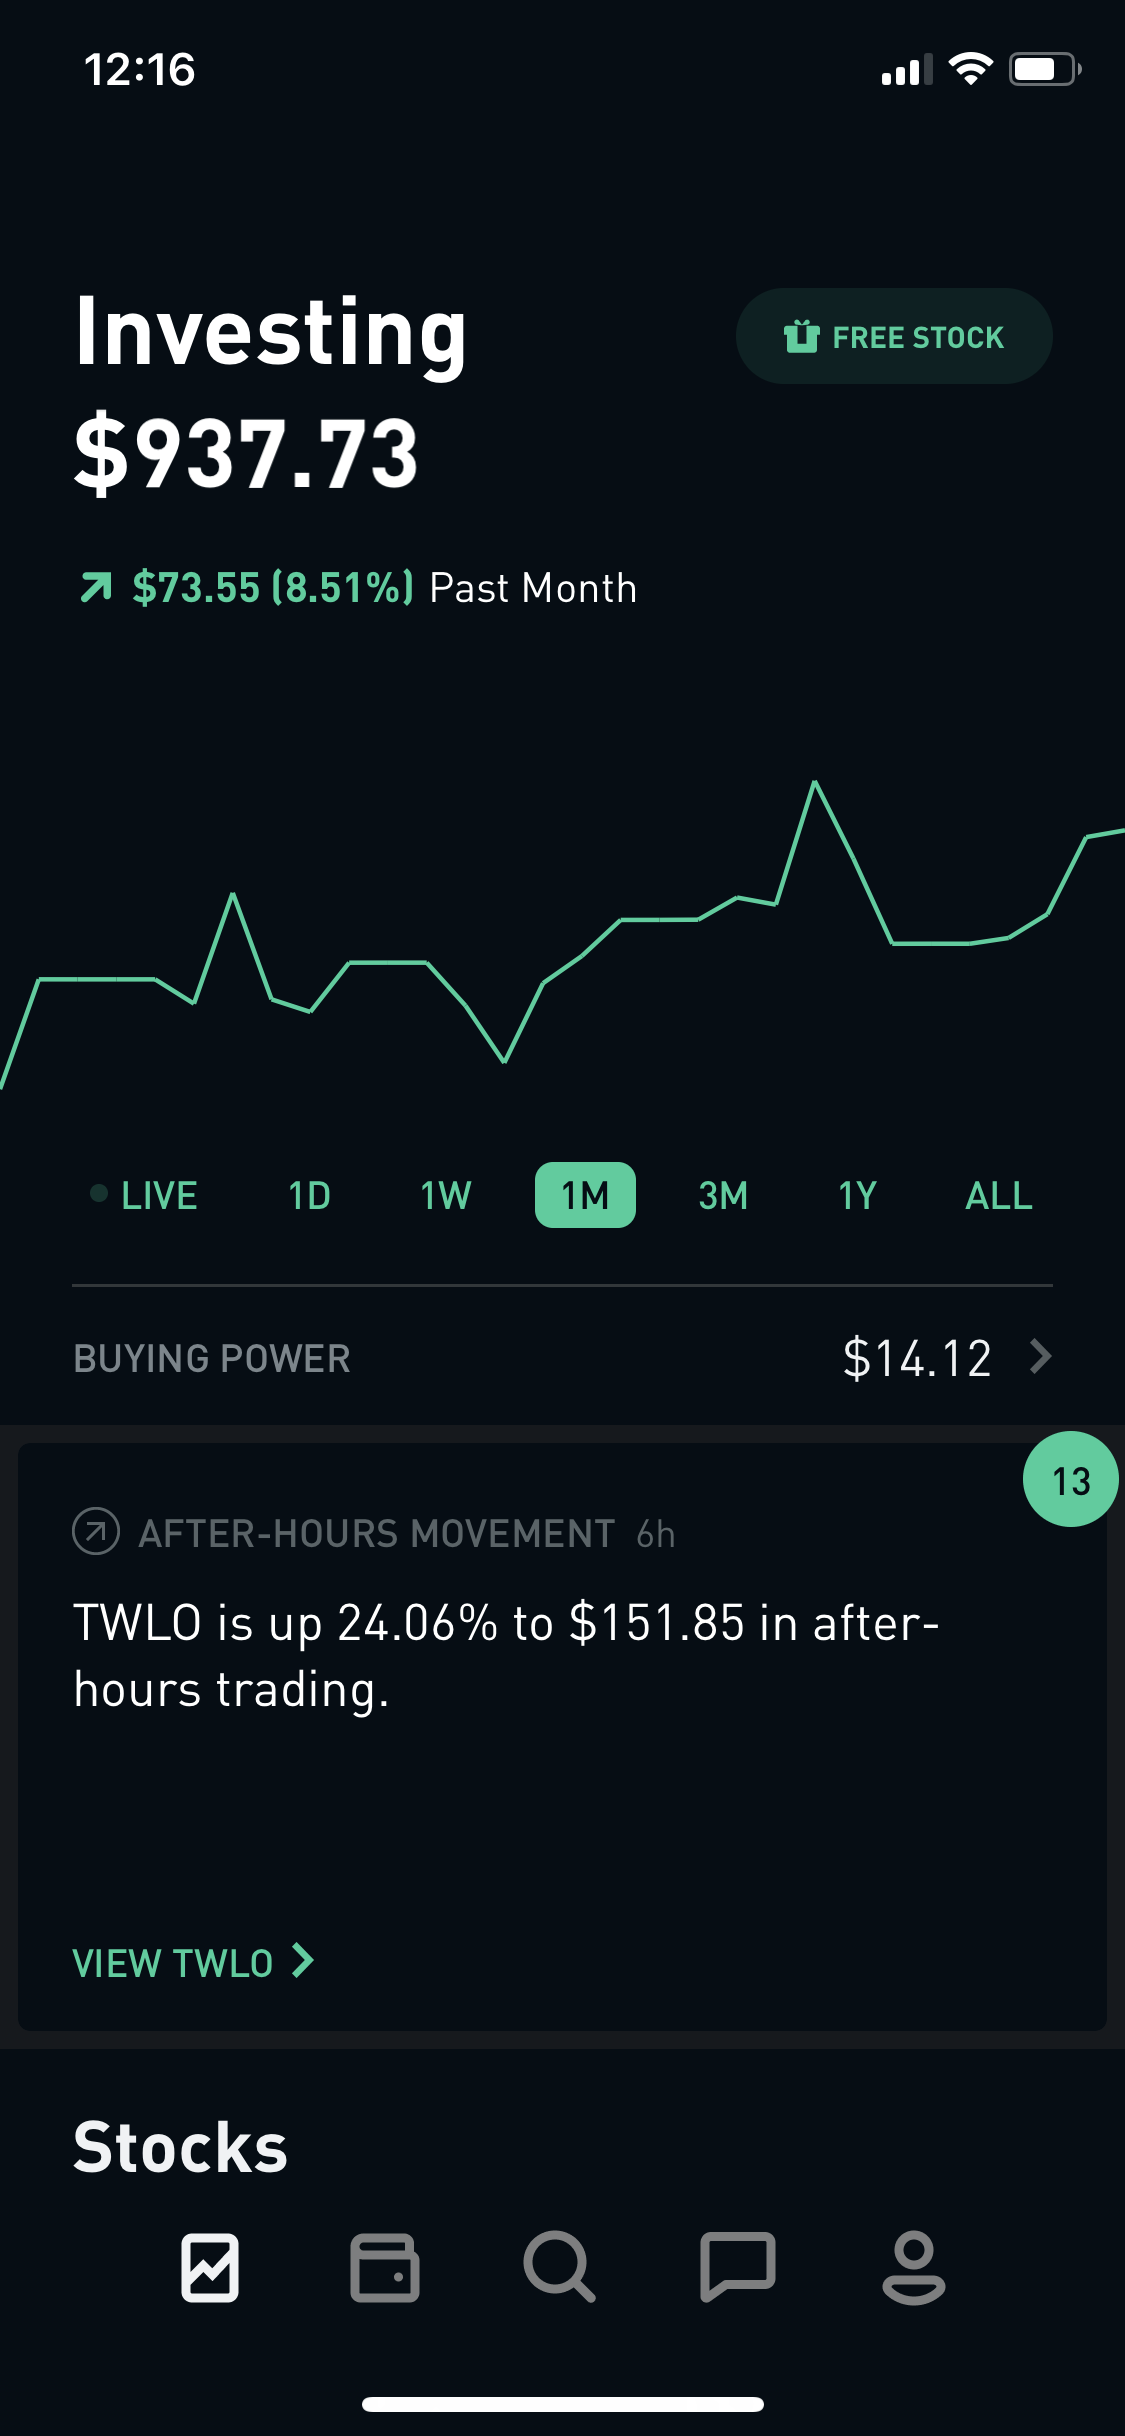 12:16
Investing
FREE STOCK
$937.73
$73.55 (8.51%) Past Month
LIVE 1D 1W 1M 3M 1Y ALL
BUYING POWER $14.12
13
AFTER-HOURS MOVEMENT 6h
TWLO is up 24.06% to $151.85 in after-
hours trading.
VIEW TWLO
Stocks